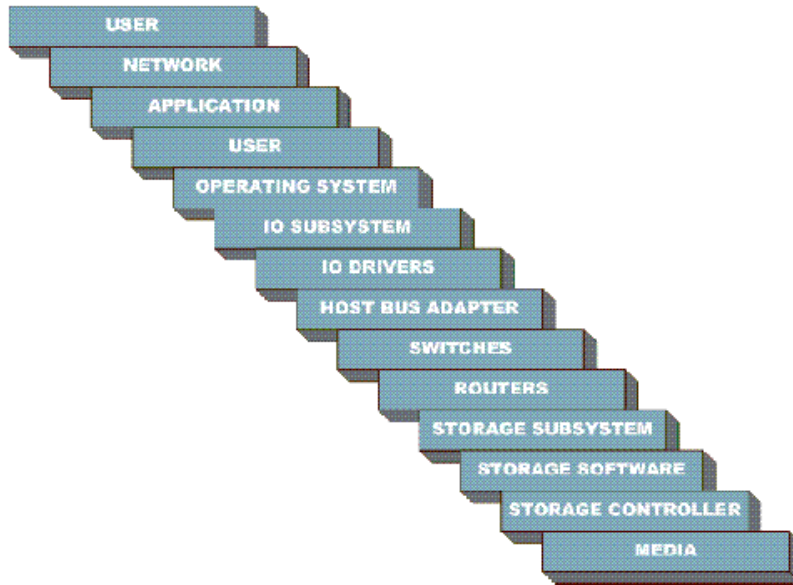 USER
NETWORK
APPLICATION
USER
OPERATING SYSTEM
IO SUBSYSTEM
IO DRIVERS
HOST BUS ADAPTER
SWITCHES
ROUTERS
STORAGE SUBSYSTEM
STORAGE SOFTWARE
STORAGE CONTROLLER
MEDIA